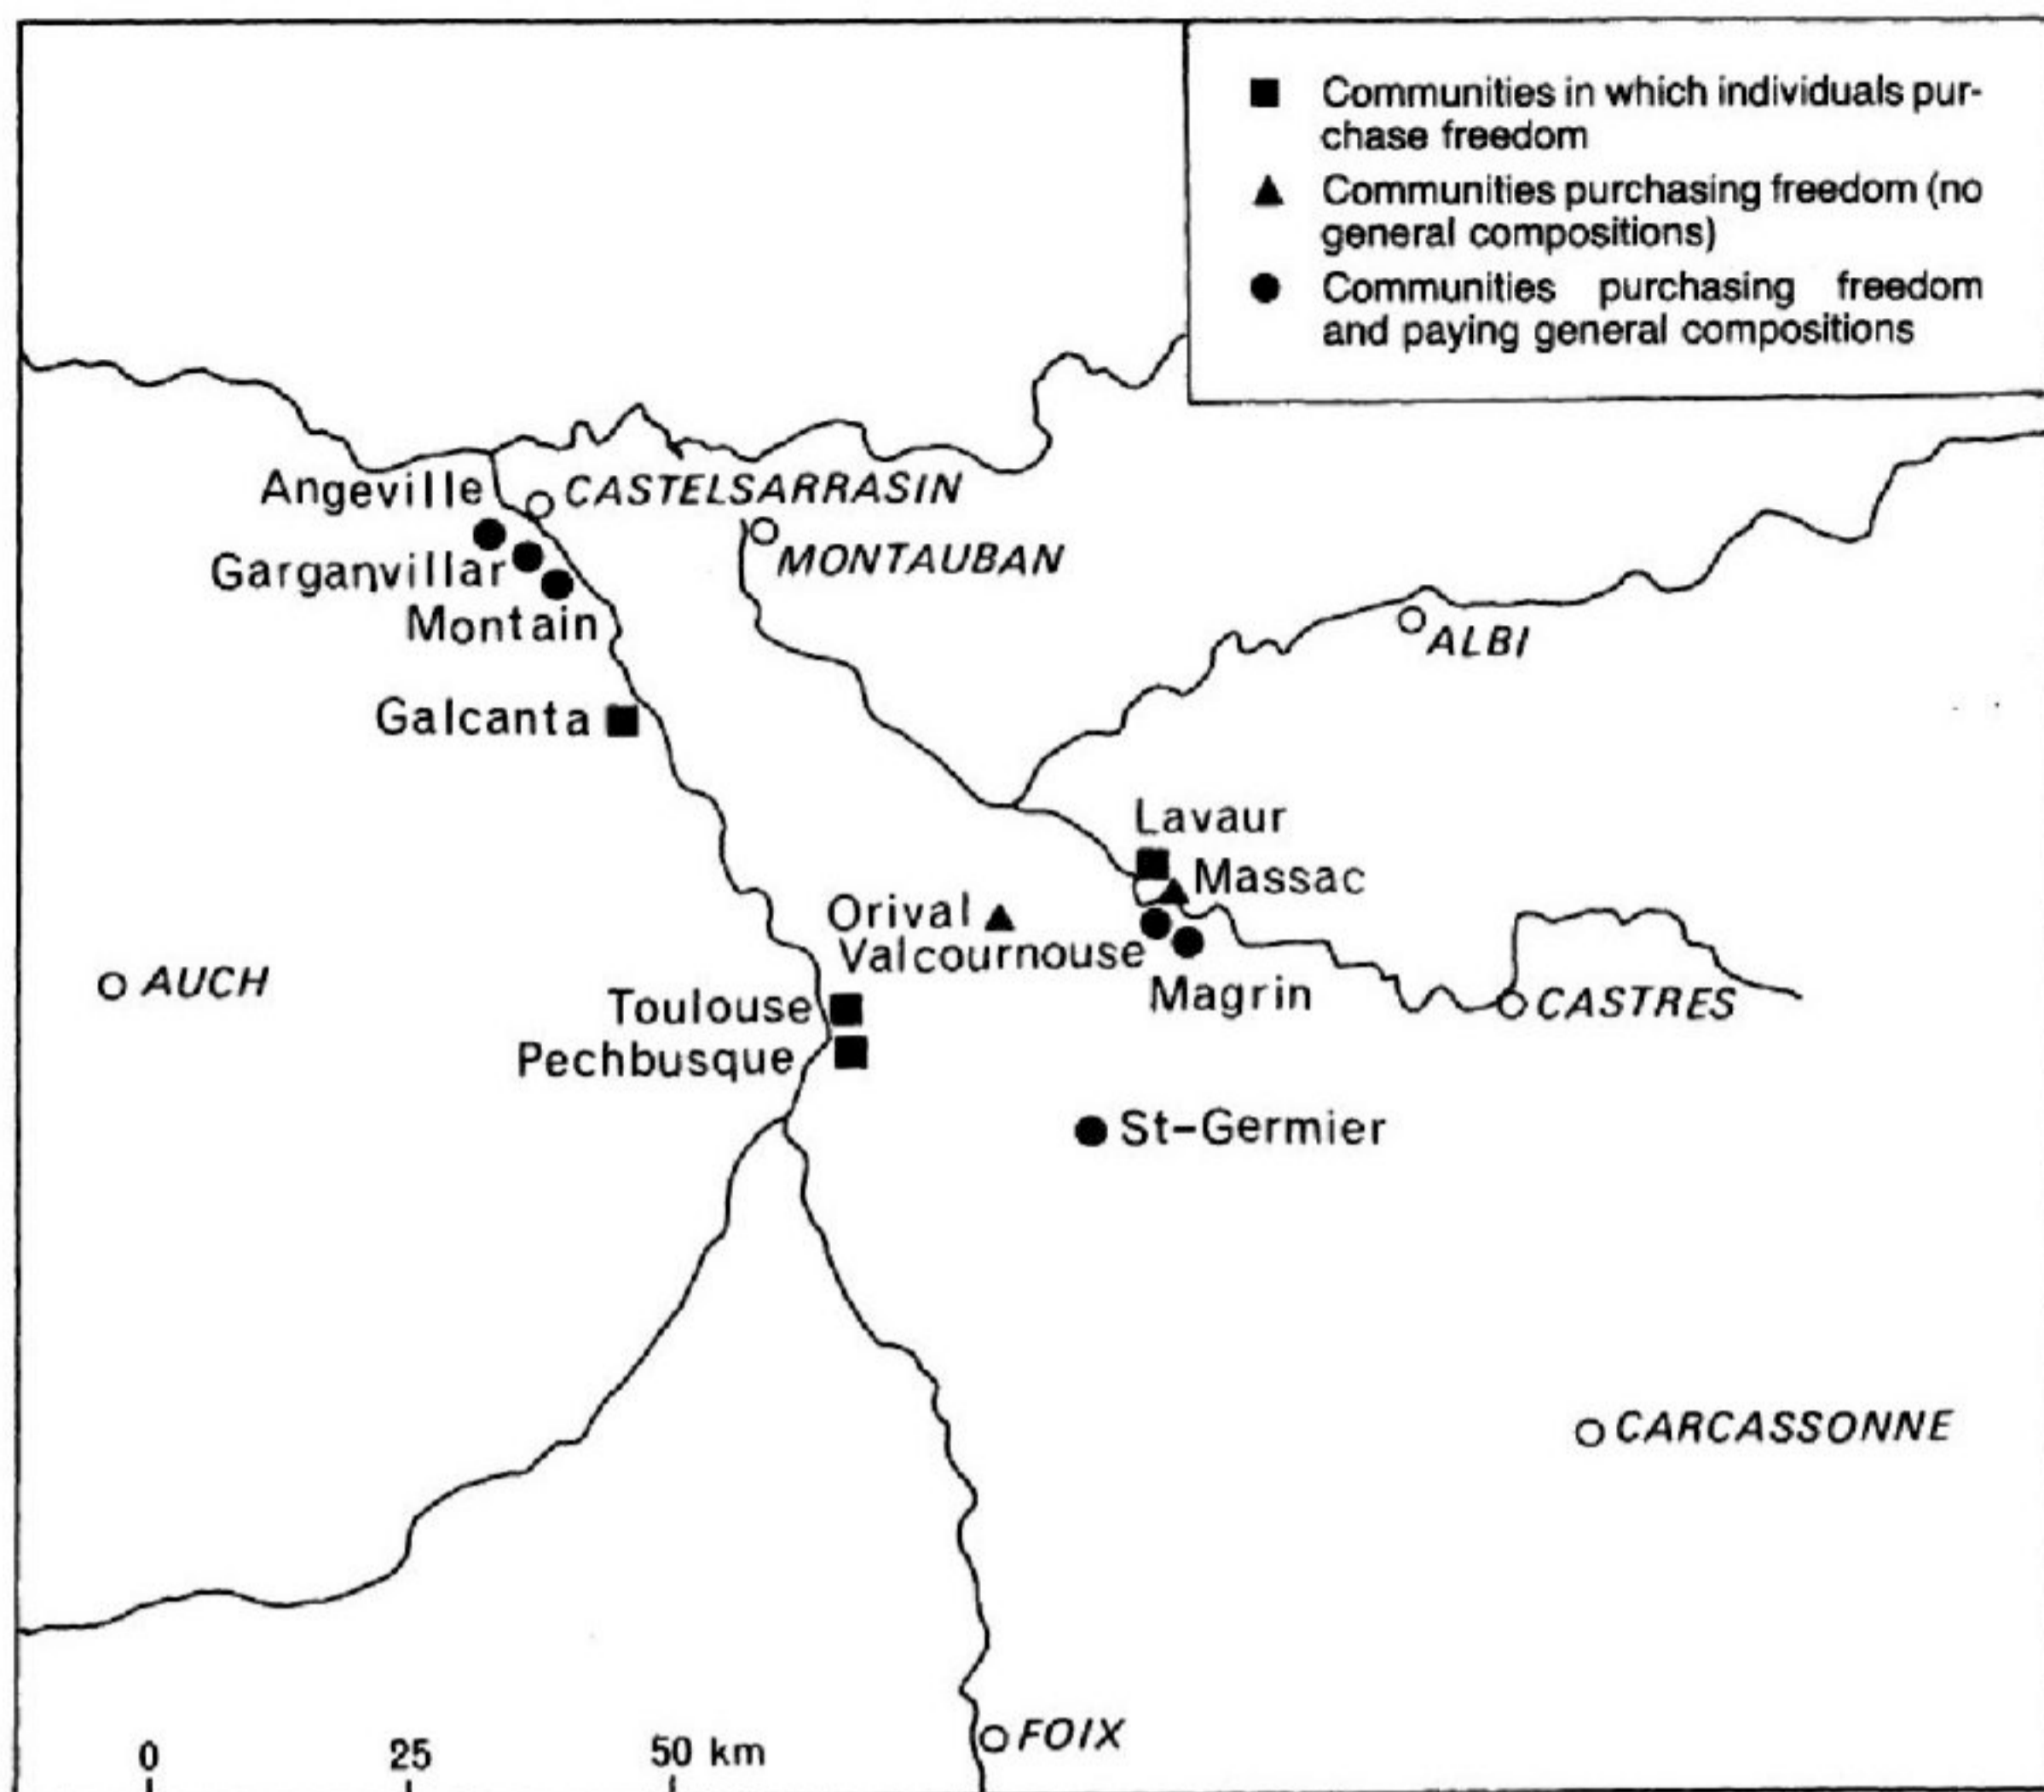 Communities in which individuals pur-
chase freedom
Communities purchasing freedom (no
general compositions)
Communities purchasing freedom
and paying general compositions
Angeville
CASTELSARRASIN
MONTAUBAN
Garganvillar
Montain
ALBI
Galcanta
Lavaur
Massac
Orival
Valcournouse
AUCH
Magrin
CASTRES
Toulouse
Pechbusque
St-Germier
CARCASSONNE
FOIX
0 25 50 km